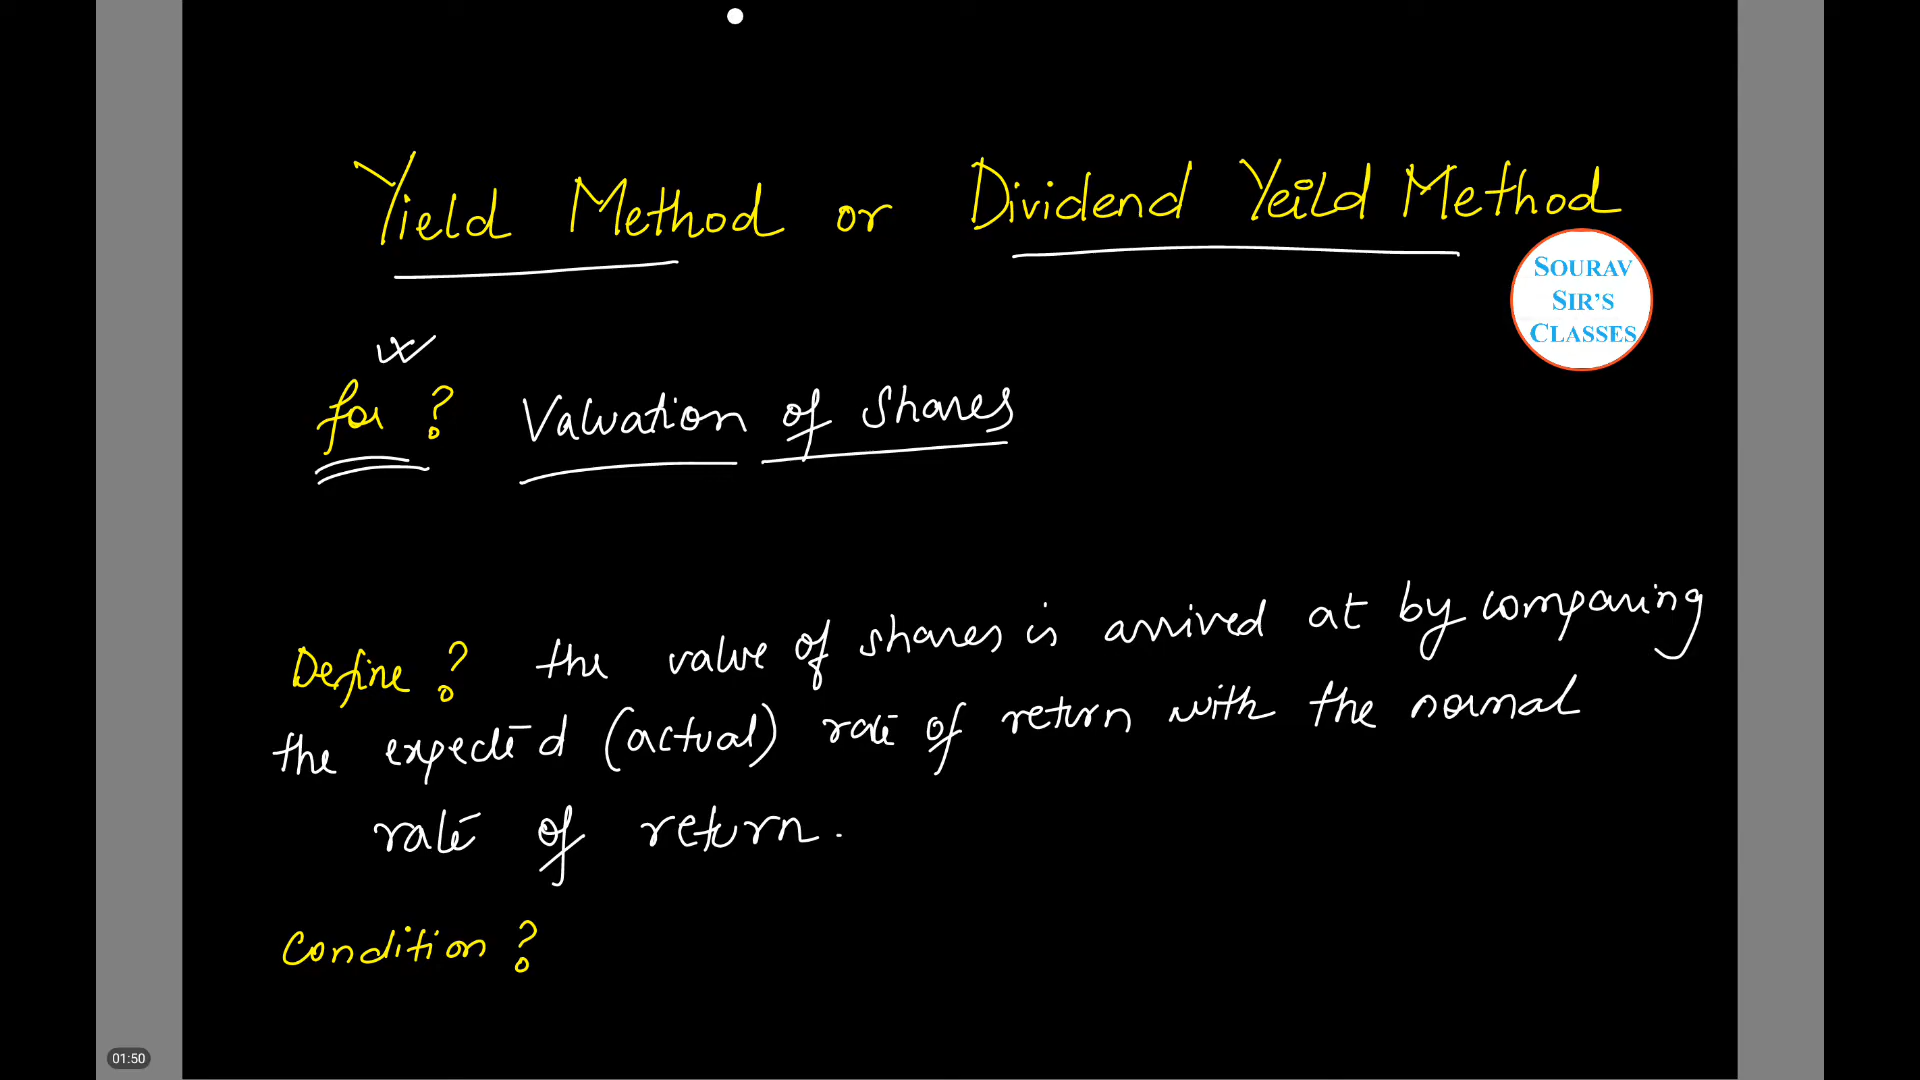 Yield Method or Dividend Yeild Method
SOURAV
SIR'S
CLASSES
for ? Valuation of shares
Define ? the value of shares is arrived at by comparing
the expected (actual) rate of return with the normal
rate of return.
Condition ?
01:50